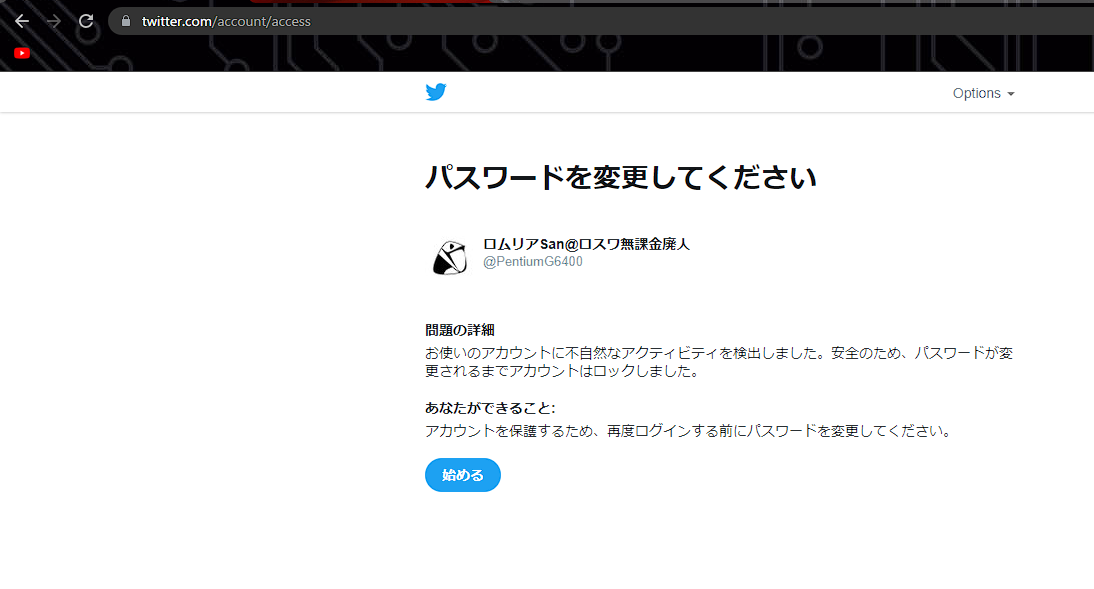 twitter.com/account/access
Options
パスワードを変更してください
ロムリアSan@ロスワ無課金廃人
@PentiumG6400
問題の詳細
お使いのアカウントに不自然なアクティビティを検出しました。安全のため、パスワードが変
更されるまでアカウントはロックしました。
あなたができること:
アカウントを保護するため、再度ログインする前にパスワードを変更してください。
始める